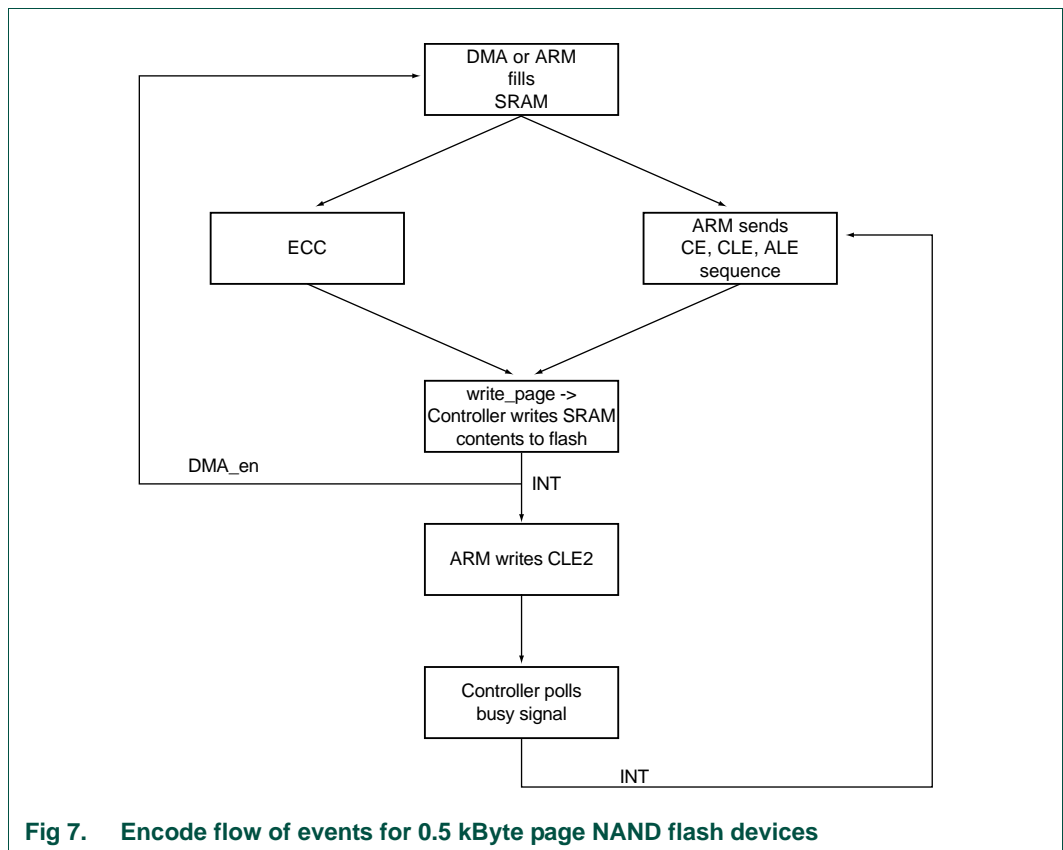 DMA or ARM
fills
SRAM
ECC
ARM sends
CE, CLE, ALE
sequence
write_page ->
Controller writes SRAM
contents to flash
DMA_en
INT
ARM writes CLE2
Controller polls
busy signal
INT
Fig 7. Encode flow of events for 0.5 kByte page NAND flash devices